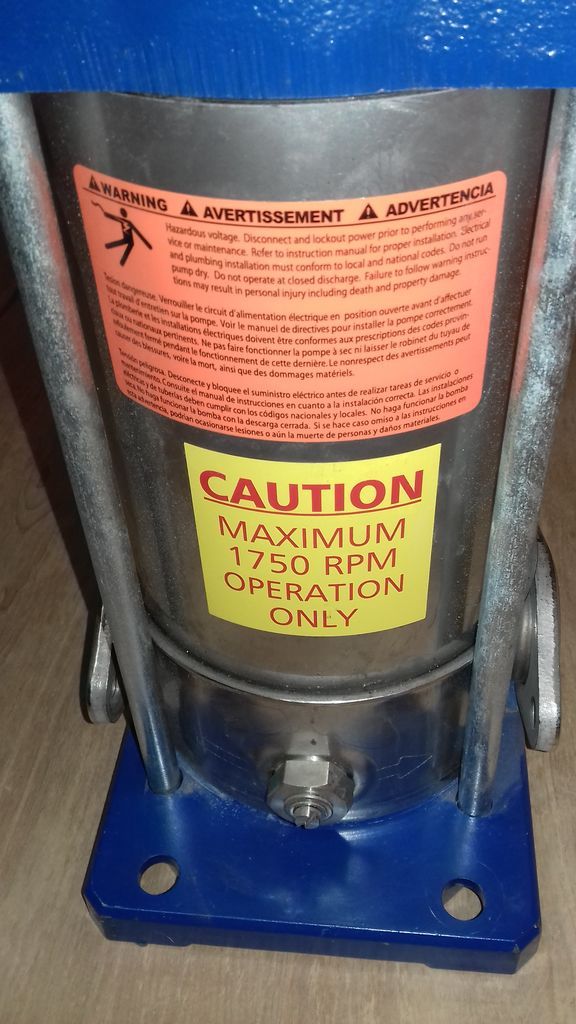 WARNING AVERTISSEMENT ADVERTENCIA
Hazardous voltage. Disconnect and lockout power prior to performing any ser-
vice or maintenance. Refer to instruction manual for proper installation. Electrical
and plumbing installation must conform to local and national codes. Do not run
pump dry. Do not operate at closed discharge. Failure to follow warning instruc-
tions may result in personal injury including death and property damage.
Tension dangereuse. Verrouiller le circuit d'alimentation électrique en position ouverte avant d'affectuer
tout travail d'entretien sur la pompe. Voir le manuel de directives pour installer la pompe correctement.
La plomberie et les installations électriques doivent être conformes aux prescriptions des codes provin-
ciaux ou nationaux pertinents. Ne pas faire fonctionner la pompe à sec ni laisser le robinet du tuyau de
refoulement fermé pendant le fonctionnement de cette dernière. Le nonrespect des avertissements peut
causer des blessures, voire la mort, ainsi que des dommages matériels.
Tensión peligrosa. Desconecte y bloquee el suministro eléctrico antes de realizar tareas de servicio o
mantenimiento. Consulte el manual de instrucciones en cuanto a la instalación correcta. Las instalaciones
eléctricas y de tuberías deben cumplir con los códigos nacionales y locales. No haga funcionar la bomba
seca. No haga funcionar la bomba con la descarga cerrada. Si se hace caso omiso a las instrucciones en
esta advertencia, podrían ocasionarse lesiones o aún la muerte de personas y daños materiales.
CAUTION
MAXIMUM
1750 RPM
OPERATION
ONLY